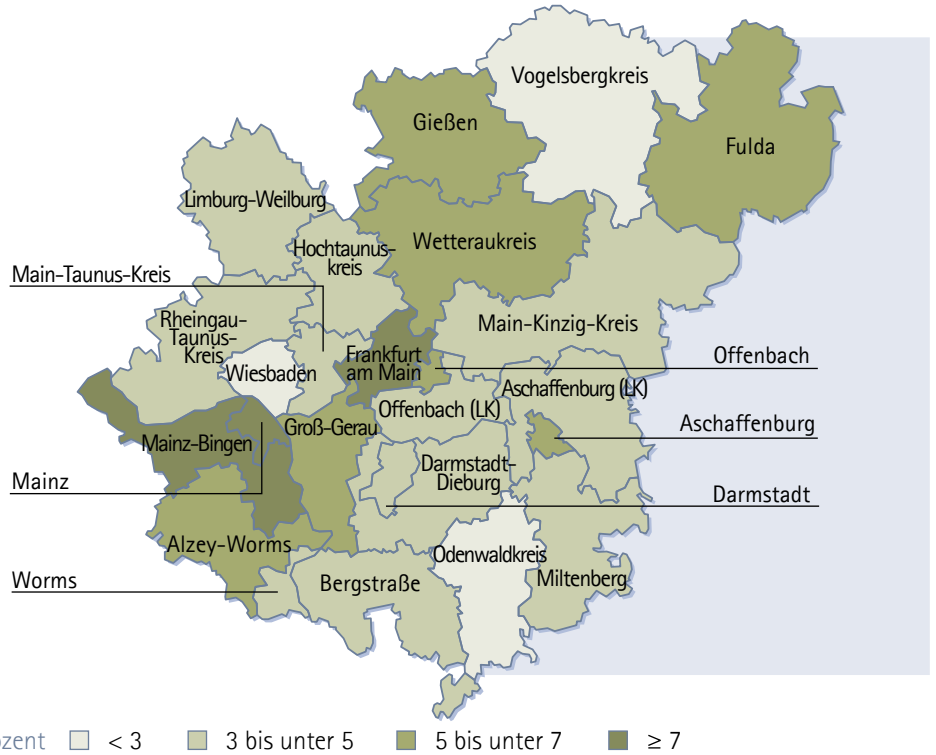 Vogelsbergkreis
Gießen
Fulda
Limburg-Weilburg
Hochtaunus-
kreis
Wetteraukreis
Main-Taunus-Kreis
Rheingau-
Taunus-
Kreis
Main-Kinzig-Kreis
Wiesbaden
Frankfurt
am Main
Offenbach
Aschaffenburg (LK)
Offenbach (LK)
Groß-Gerau
Aschaffenburg
Mainz-Bingen
Darmstadt-
Dieburg
Mainz
Darmstadt
Alzey-Worms
Odenwaldkreis
Worms
Bergstraße
Miltenberg
zent < 3 3 bis unter 5 5 bis unter 7 ≥ 7